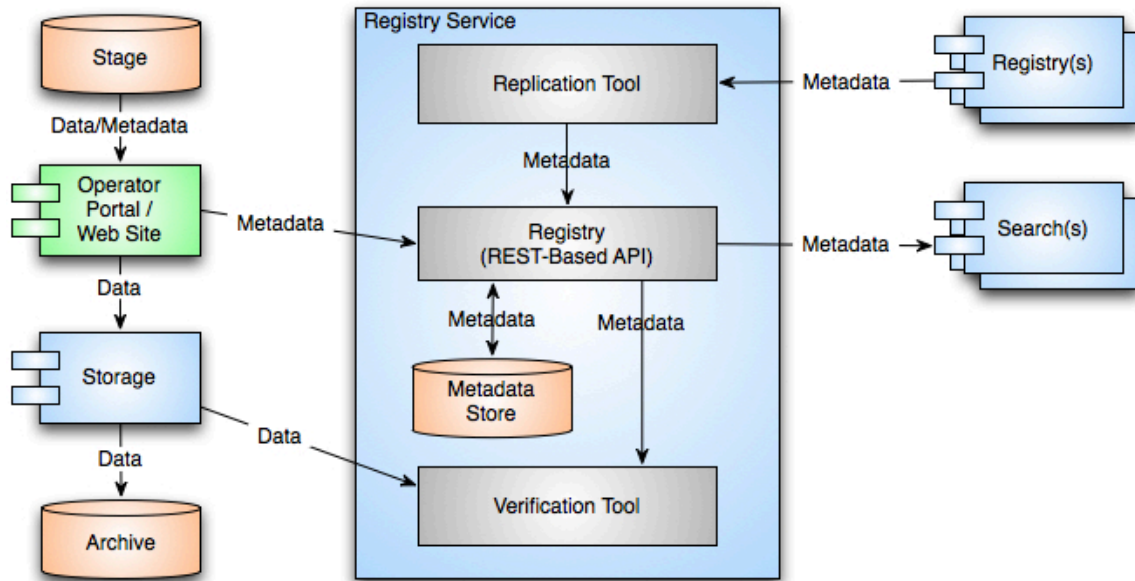 Registry Service
Stage
Replication Tool
Metadata
Registry(s)
Data/Metadata
Metadata
Operator
Portal /
Web Site
Metadata
Registry
(REST-Based API)
Metadata
Search(s)
Data
Metadata
Metadata
Storage
Metadata
Store
Data
Data
Verification Tool
Archive